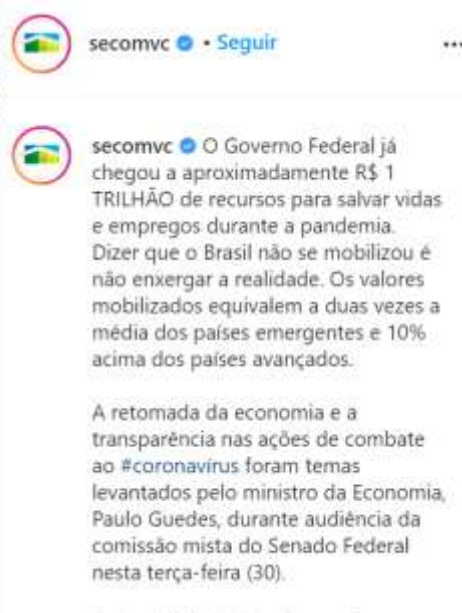 secomvc • Seguir
secomvc O Governo Federal já
chegou a aproximadamente R$ 1
TRILHÃO de recursos para salvar vidas
e empregos durante a pandemia.
Dizer que o Brasil não se mobilizou é
não enxergar a realidade. Os valores
mobilizados equivalem a duas vezes a
média dos países emergentes e 10%
acima dos países avançados.
A retomada da economia e a
transparência nas ações de combate
ao #coronavírus foram temas
levantados pelo ministro da Economia,
Paulo Guedes, durante audiência da
comissão mista do Senado Federal
nesta terça-feira (30).